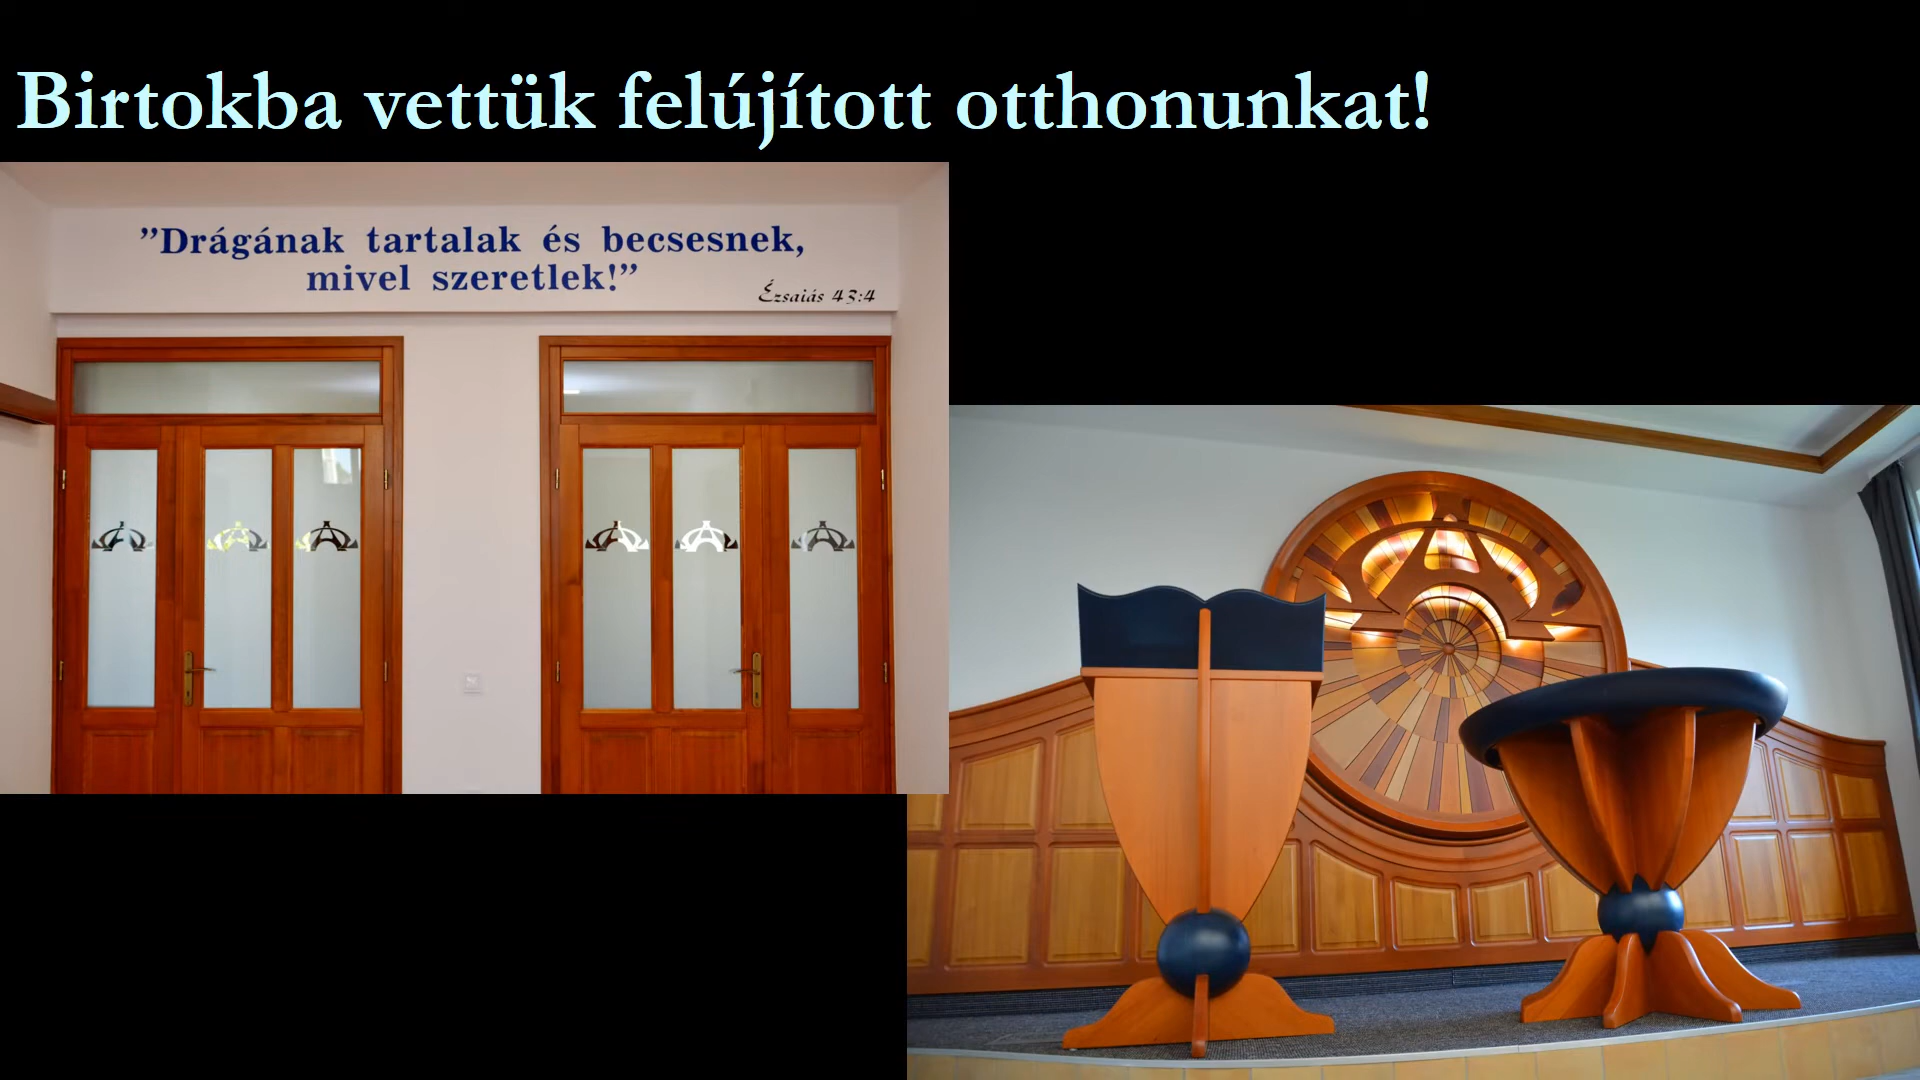 Birtokba vettük felújított otthonunkat!
”Drágának tartalak és becsesnek,
mivel szeretlek!”
Ézsaiás 43:4